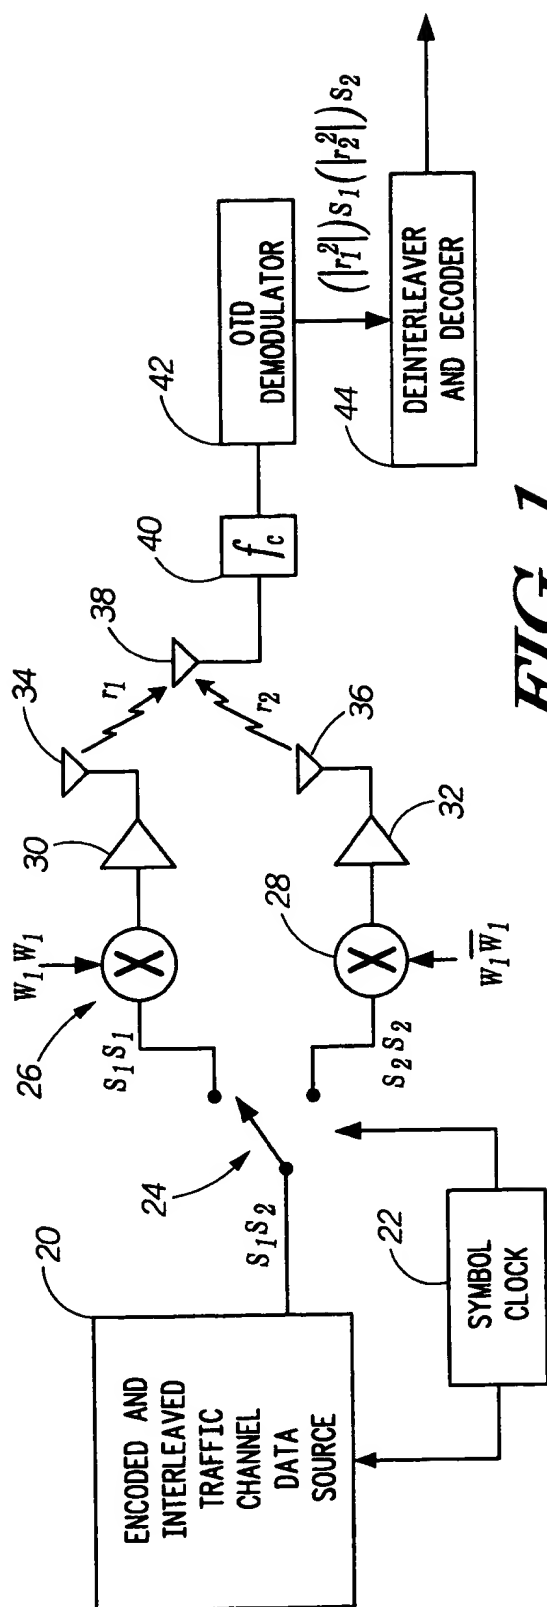 20
ENCODED AND
INTERLEAVED
TRAFFIC
CHANNEL
DATA
SOURCE
S1S2
24
22
SYMBOL
CLOCK
S1S1
26
W1W1
X
30
34
r1
S2S2
28
X
W1W̅1̅
32
36
r2
38
40
fc
42
OTD
DEMODULATOR
(|r1²|)S1(|r2²|)S2
44
DEINTERLEAVER
AND DECODER